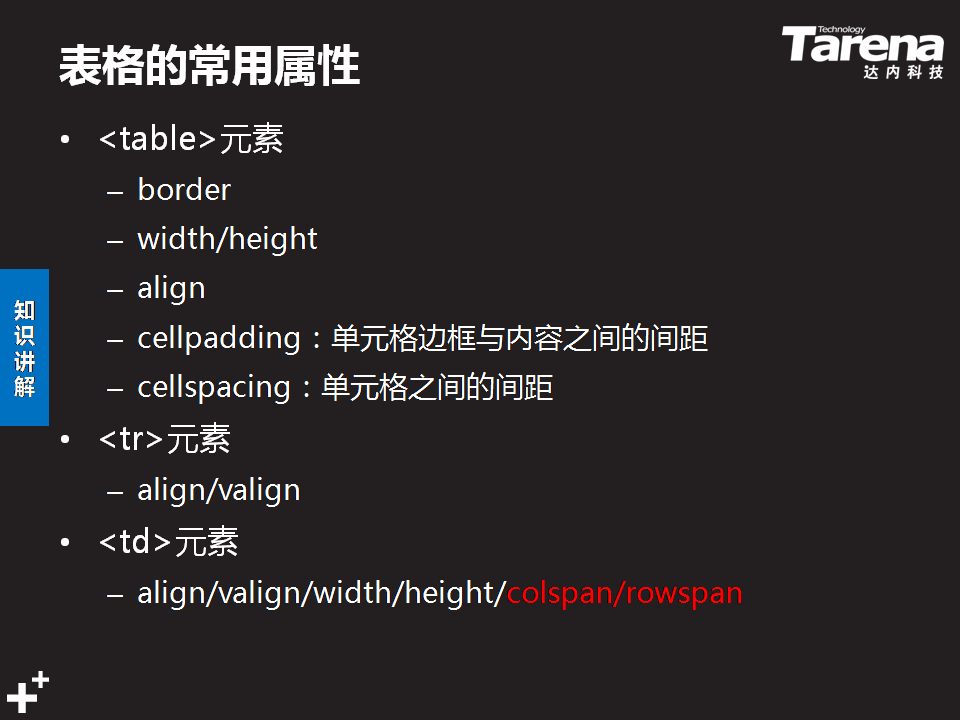 表格的常用属性
Technology
Tarena
达内科技
• <table>元素
– border
– width/height
– align
– cellpadding：单元格边框与内容之间的间距
– cellspacing：单元格之间的间距
• <tr>元素
– align/valign
• <td>元素
– align/valign/width/height/colspan/rowspan
知识讲解